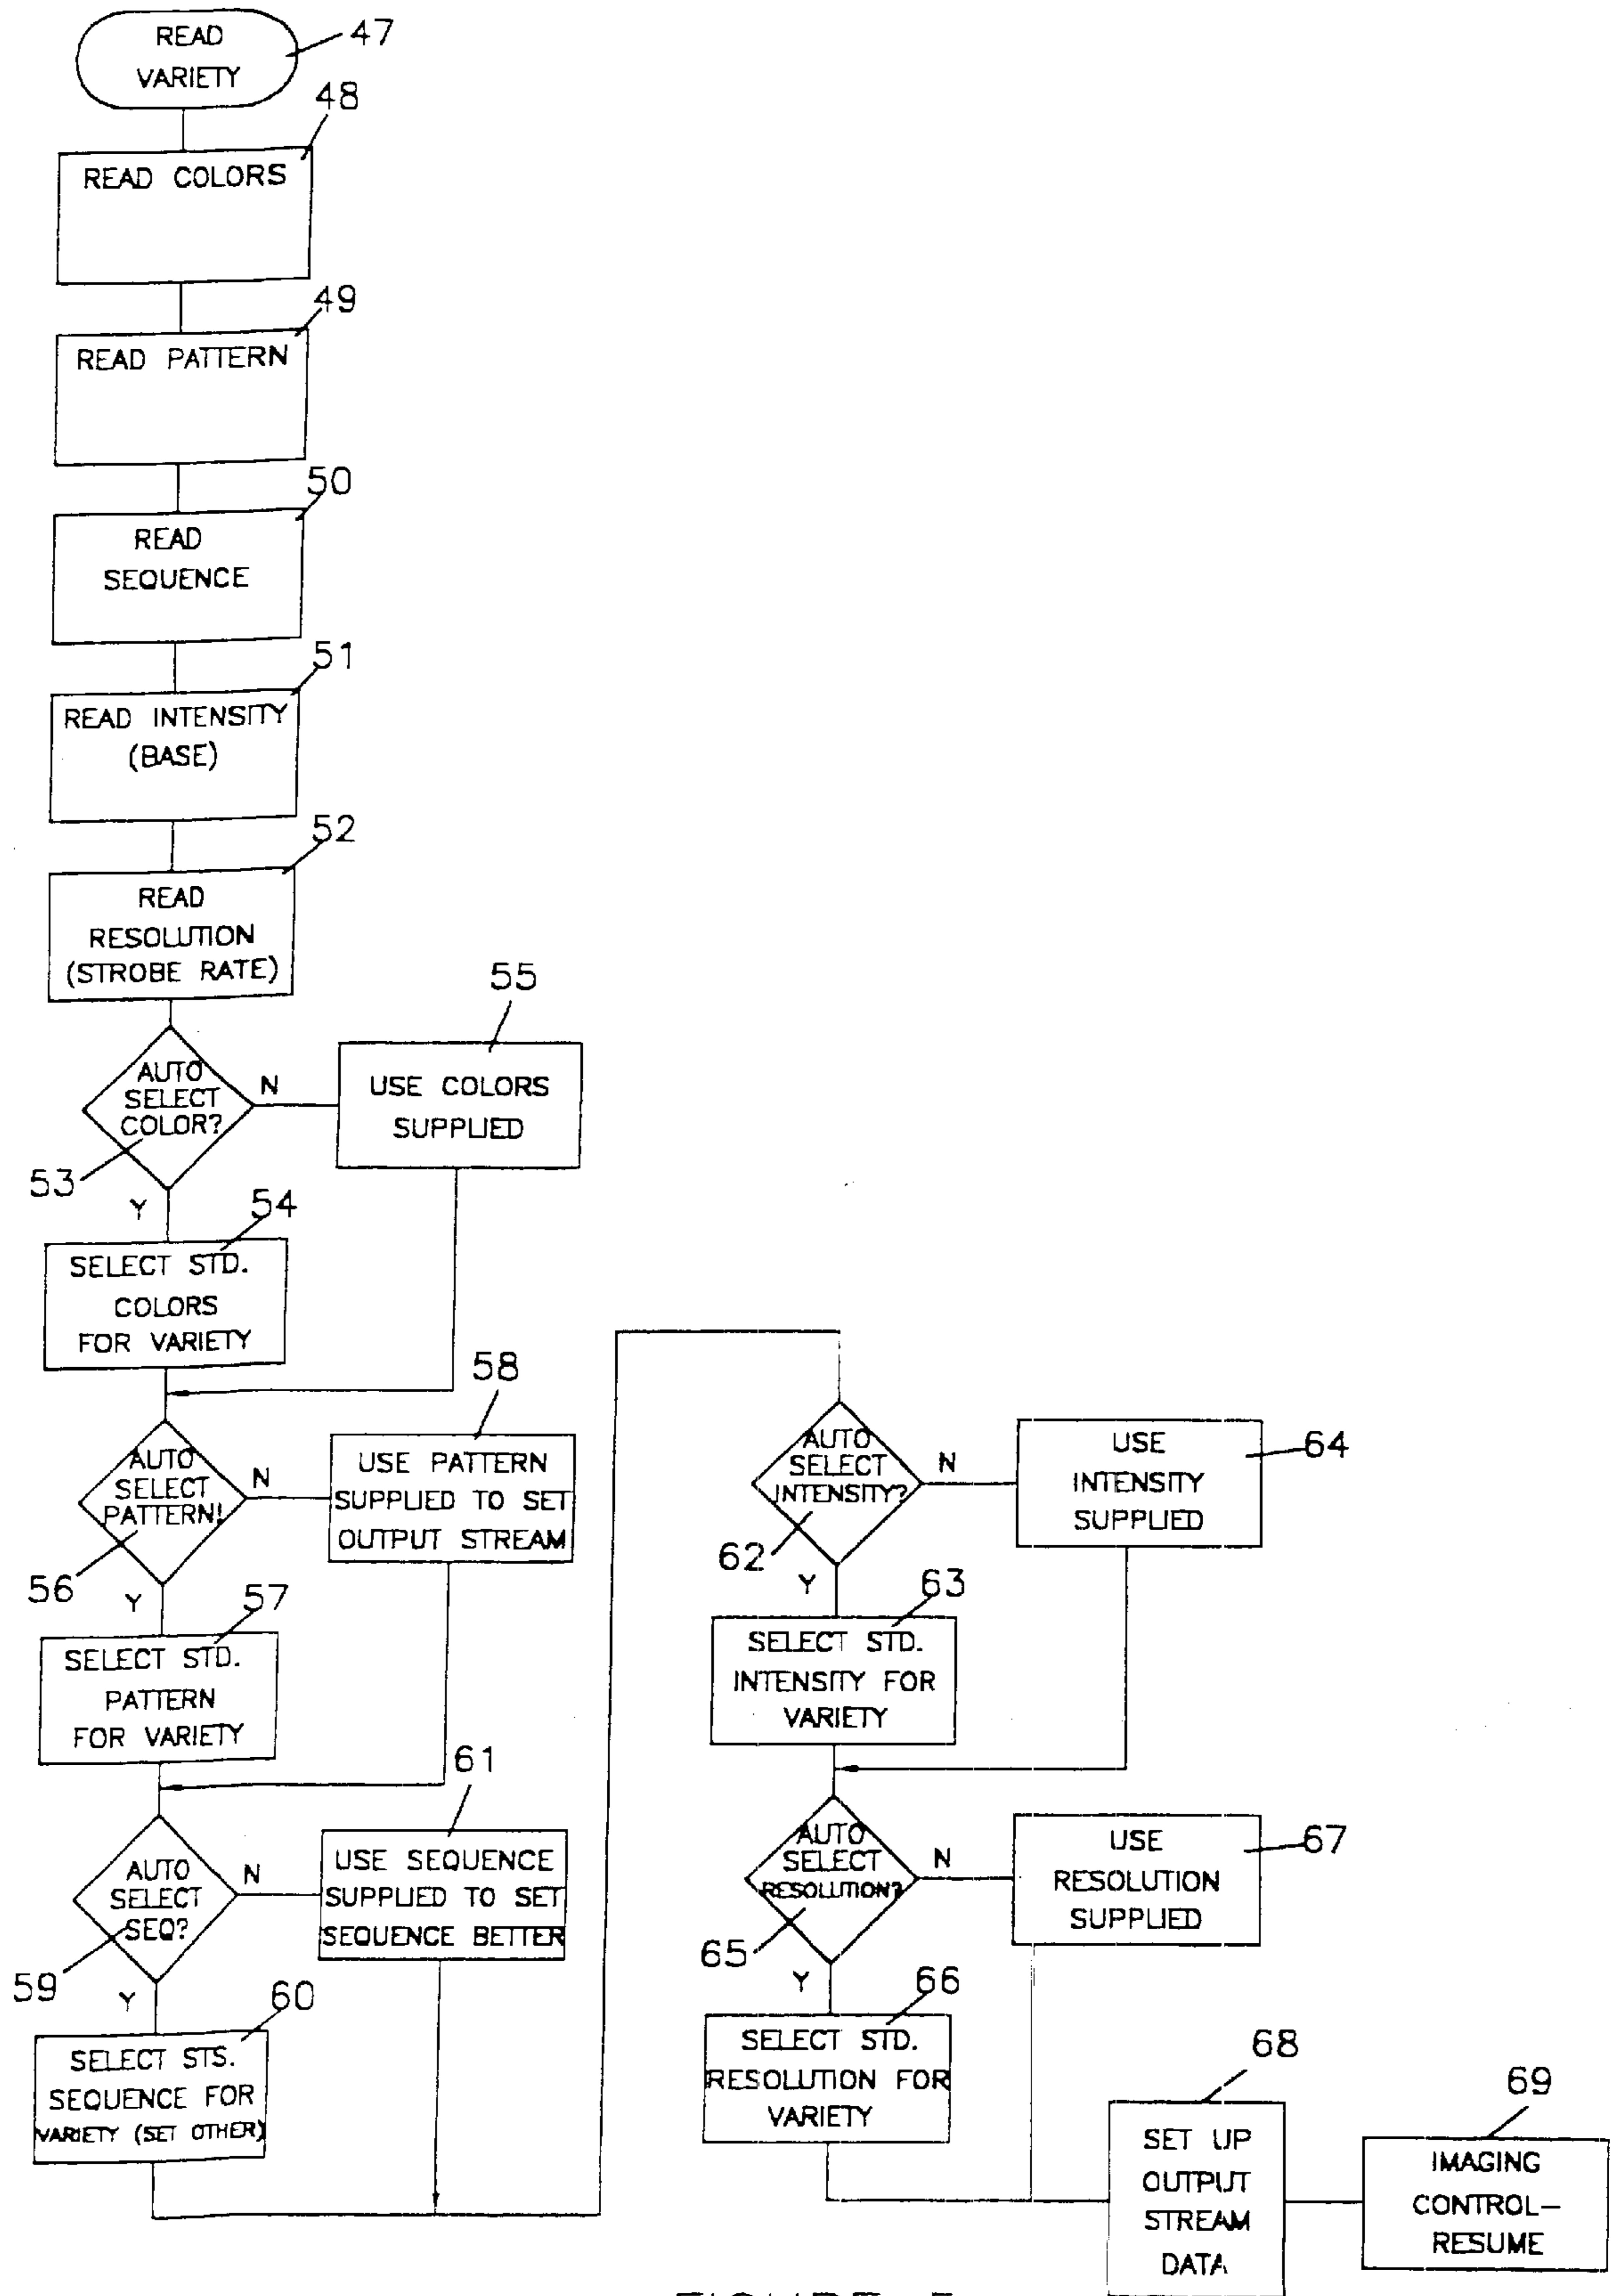 READ
VARIETY
47
48
READ COLORS
49
READ PATTERN
50
READ
SEQUENCE
51
READ INTENSITY
(BASE)
52
READ
RESOLUTION
(STROBE RATE)
AUTO
SELECT
COLOR?
53
N
Y
55
USE COLORS
SUPPLIED
54
SELECT STD.
COLORS
FOR VARIETY
AUTO
SELECT
PATTERN!
56
N
Y
58
USE PATTERN
SUPPLIED TO SET
OUTPUT STREAM
57
SELECT STD.
PATTERN
FOR VARIETY
AUTO
SELECT
SEQ?
59
N
Y
61
USE SEQUENCE
SUPPLIED TO SET
SEQUENCE BETTER
60
SELECT STS.
SEQUENCE FOR
VARIETY (SET OTHER)
AUTO
SELECT
INTENSITY?
62
N
Y
USE
INTENSITY
SUPPLIED
64
63
SELECT STD.
INTENSITY FOR
VARIETY
AUTO
SELECT
RESOLUTION?
65
N
Y
USE
RESOLUTION
SUPPLIED
67
66
SELECT STD.
RESOLUTION FOR
VARIETY
68
SET UP
OUTPUT
STREAM
DATA
69
IMAGING
CONTROL-
RESUME